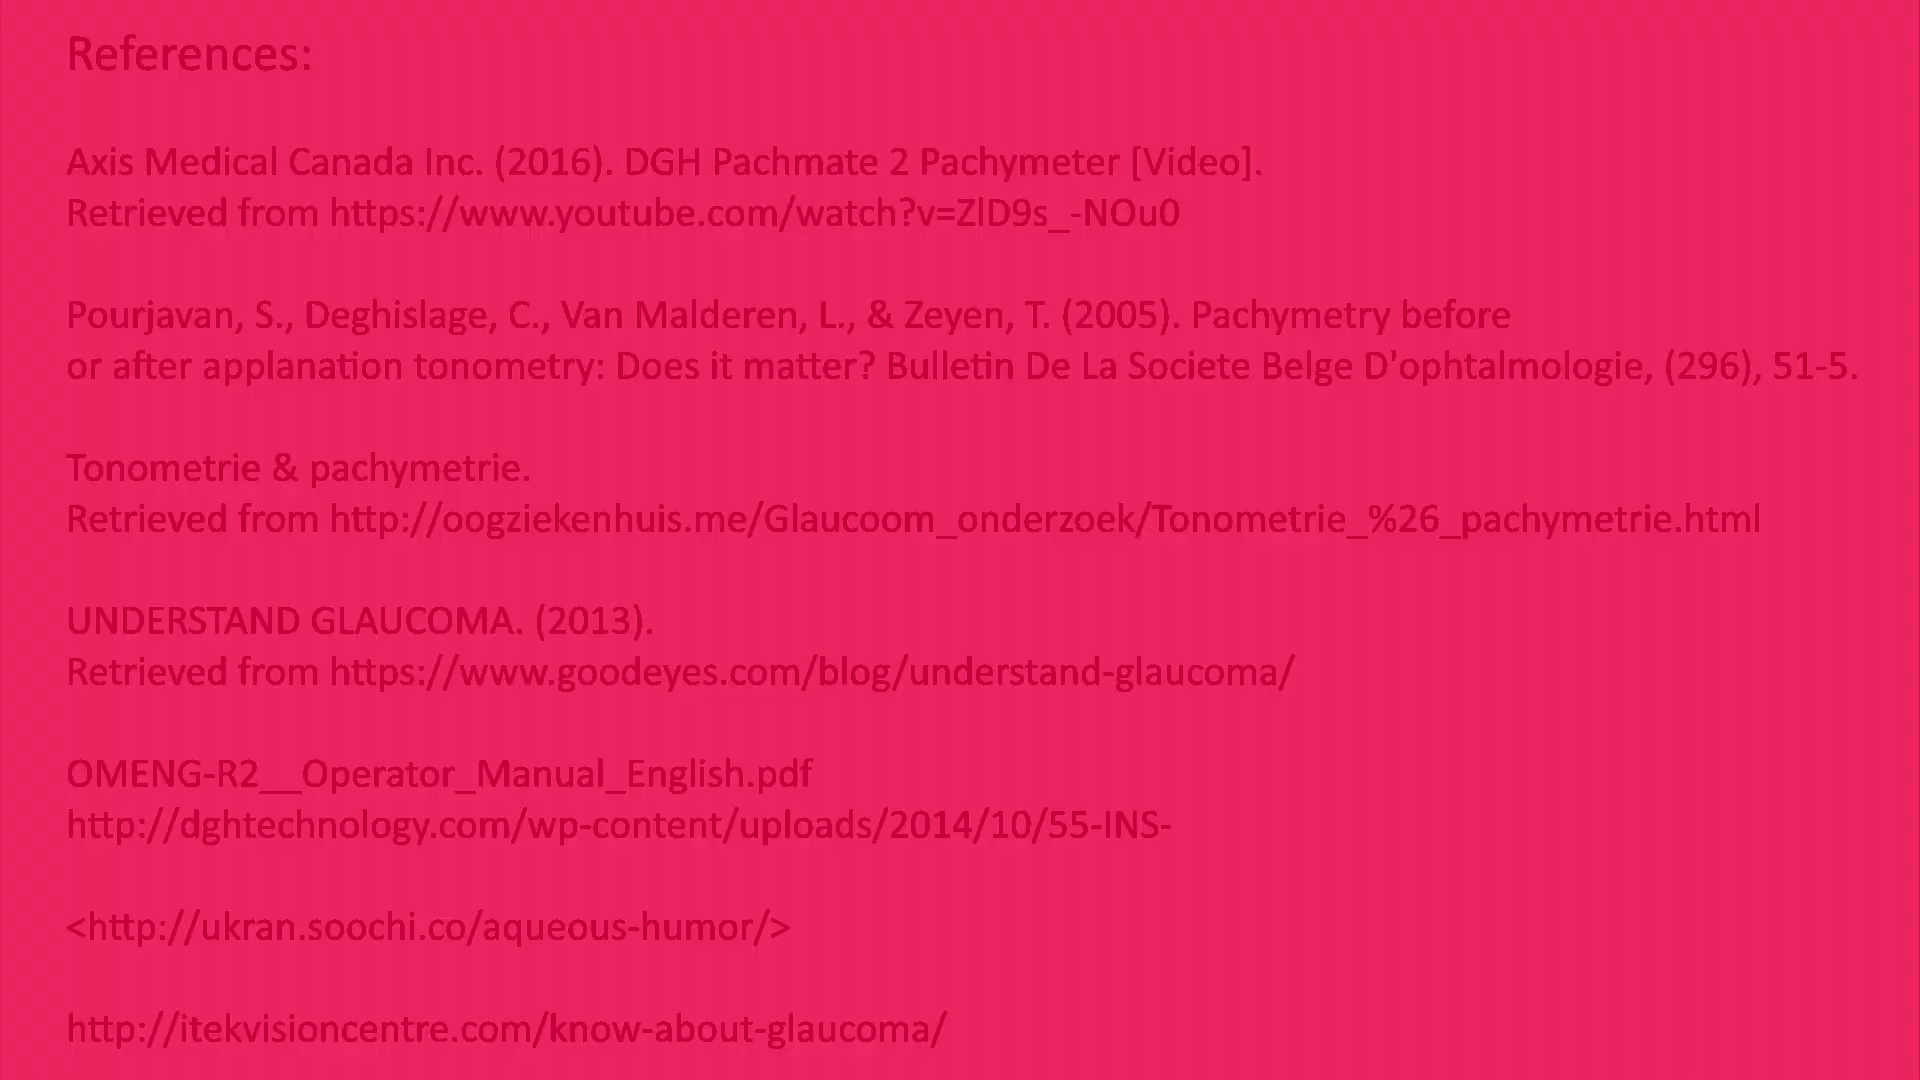 References:
Axis Medical Canada Inc. (2016). DGH Pachmate 2 Pachymeter [Video].
Retrieved from https://www.youtube.com/watch?v=ZlD9s_-NOu0
Pourjavan, S., Deghislage, C., Van Malderen, L., & Zeyen, T. (2005). Pachymetry before
or after applanation tonometry: Does it matter? Bulletin De La Societe Belge D'ophtalmologie, (296), 51-5.
Tonometrie & pachymetrie.
Retrieved from http://oogziekenhuis.me/Glaucoom_onderzoek/Tonometrie_%26_pachymetrie.html
UNDERSTAND GLAUCOMA. (2013).
Retrieved from https://www.goodeyes.com/blog/understand-glaucoma/
OMENG-R2__Operator_Manual_English.pdf
http://dghtechnology.com/wp-content/uploads/2014/10/55-INS-
<http://ukran.soochi.co/aqueous-humor/>
http://itekvisioncentre.com/know-about-glaucoma/